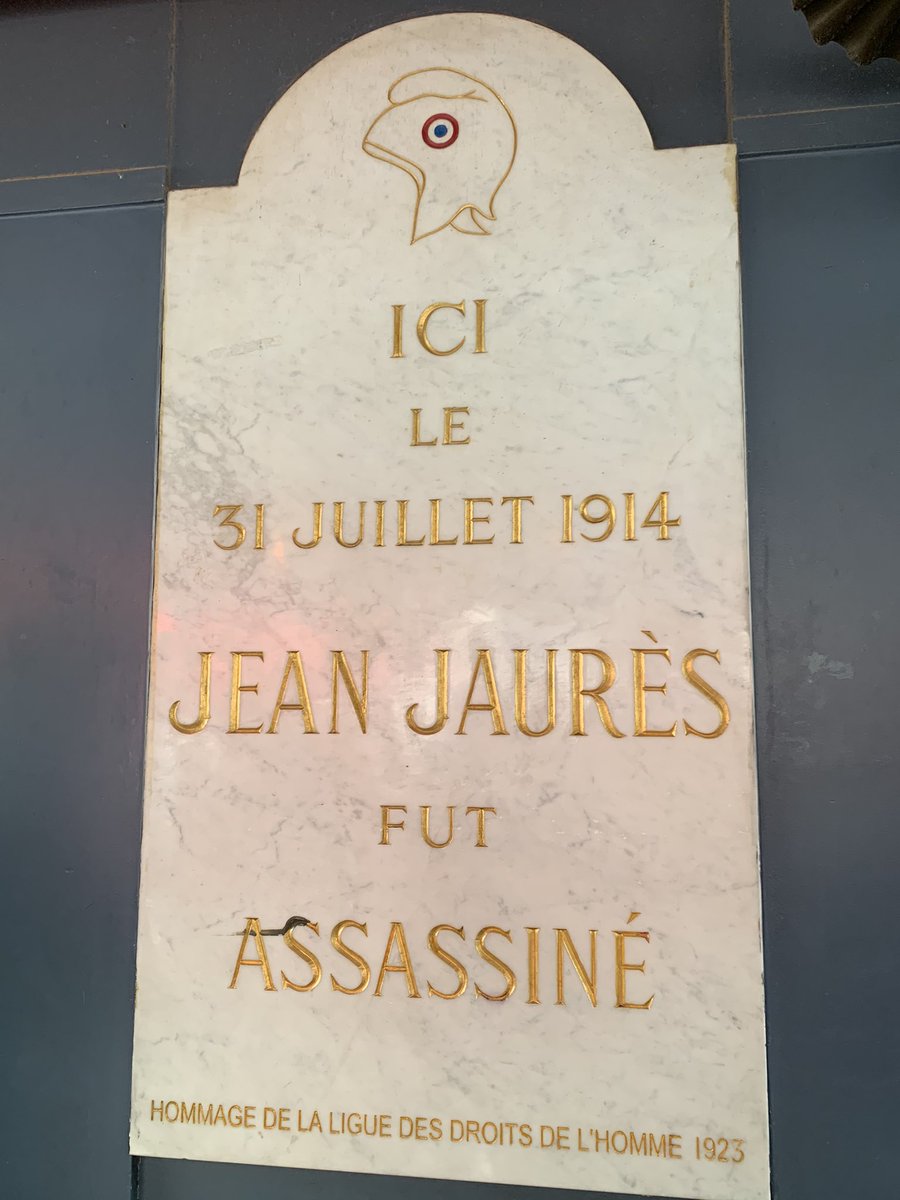 ICI
LE
31 JUILLET 1914
JEAN JAURÈS
FUT
ASSASSINÉ
HOMMAGE DE LA LIGUE DES DROITS DE L'HOMME 1923